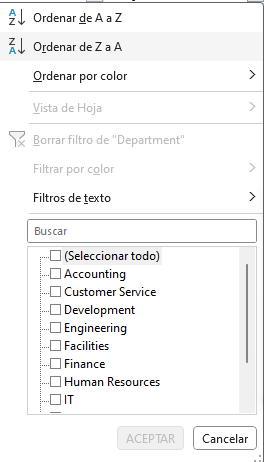 Ordenar de A a Z
Ordenar de Z a A
Ordenar por color
Vista de Hoja
Borrar filtro de "Department"
Filtrar por color
Filtros de texto
Buscar
(Seleccionar todo)
Accounting
Customer Service
Development
Engineering
Facilities
Finance
Human Resources
IT
ACEPTAR Cancelar